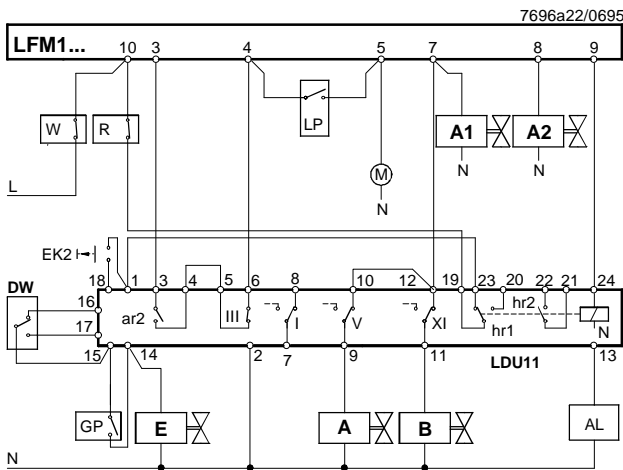 7696a22/0695
LFM1...
10 3 4 5 7 8 9
W R LP A1 A2
M N N
L N
EK2
18 1 3 4 5 6 8 10 12 19 23 20 22 21 24
DW
16
17
ar2 III I V XI hr1 hr2 N
15 14 2 7 9 11 LDU11 13
GP E A B AL
N